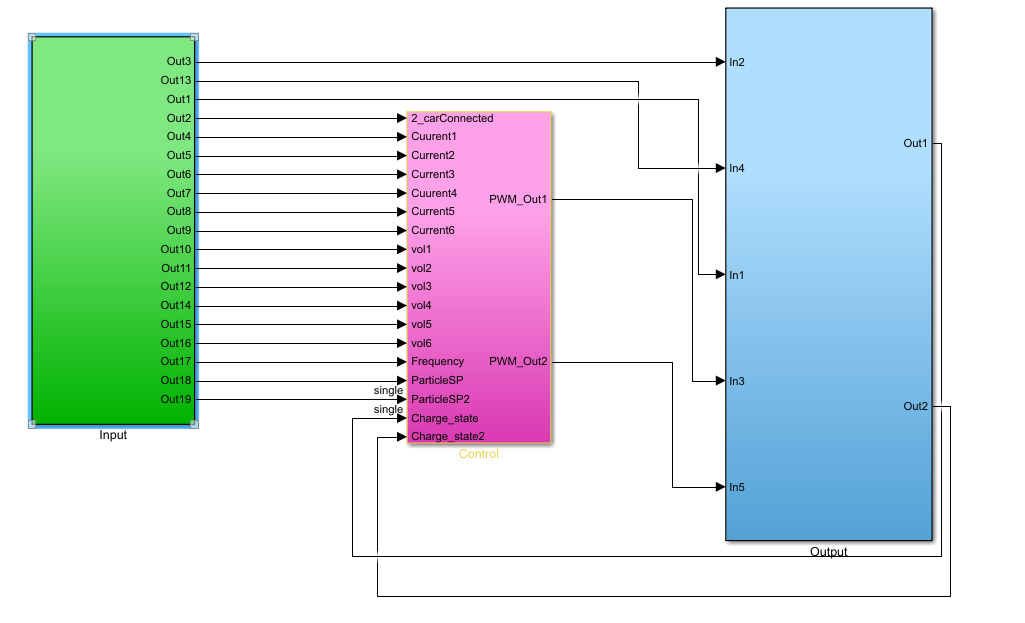 Out3
Out13
Out1
Out2
Out4
Out5
Out6
Out7
Out8
Out9
Out10
Out11
Out12
Out14
Out15
Out16
Out17
Out18
Out19
Input
2_carConnected
Cuurent1
Current2
Current3
Cuurent4
Current5
Current6
vol1
vol2
vol3
vol4
vol5
vol6
Frequency
ParticleSP
single
ParticleSP2
single
Charge_state
Charge_state2
PWM_Out1
PWM_Out2
Control
In2
In4
In1
In3
In5
Out1
Out2
Output